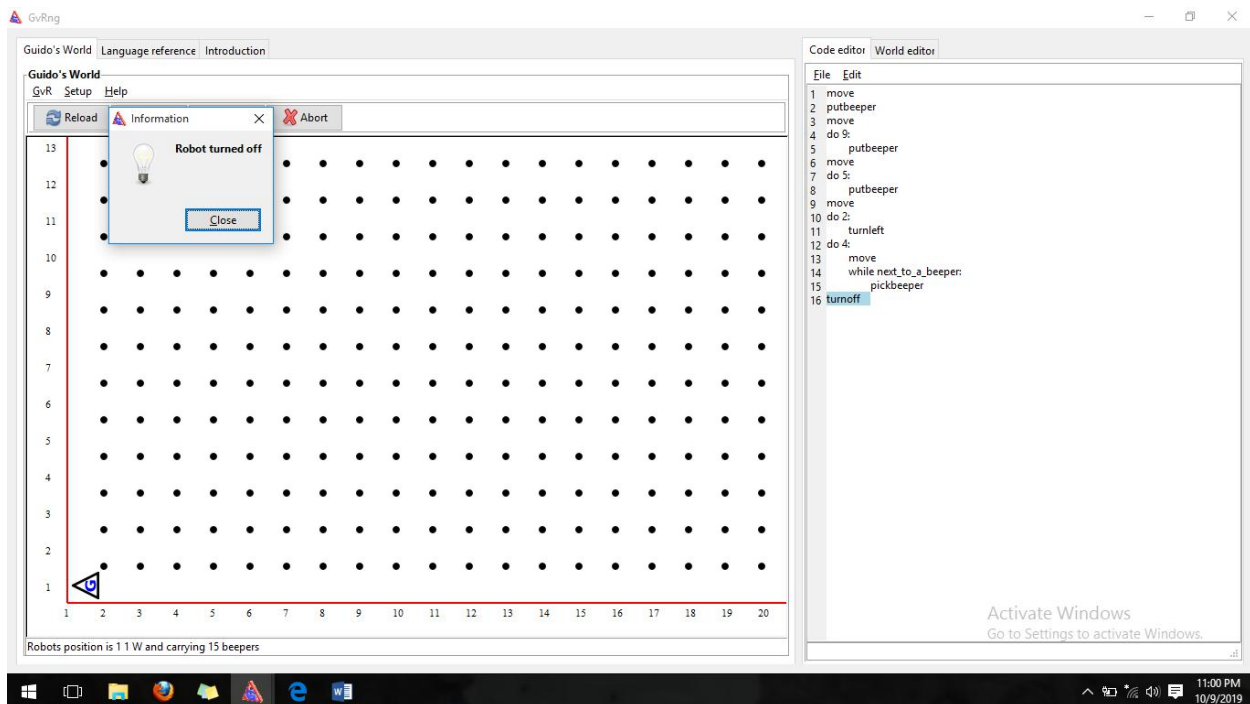 GvRng
Guido's World Language reference Introduction
Guido's World
GvR Setup Help
Reload
Abort
Information
Robot turned off
Close
13
12
11
10
9
8
7
6
5
4
3
2
1
G
1 2 3 4 5 6 7 8 9 10 11 12 13 14 15 16 17 18 19 20
Robots position is 1 1 W and carrying 15 beepers
Code editor World editor
File Edit
1 move
2 putbeeper
3 move
4 do 9:
5 putbeeper
6 move
7 do 5:
8 putbeeper
9 move
10 do 2:
11 turnleft
12 do 4:
13 move
14 while next_to_a_beeper:
15 pickbeeper
16 turnoff
Activate Windows
Go to Settings to activate Windows.
11:00 PM
10/9/2019